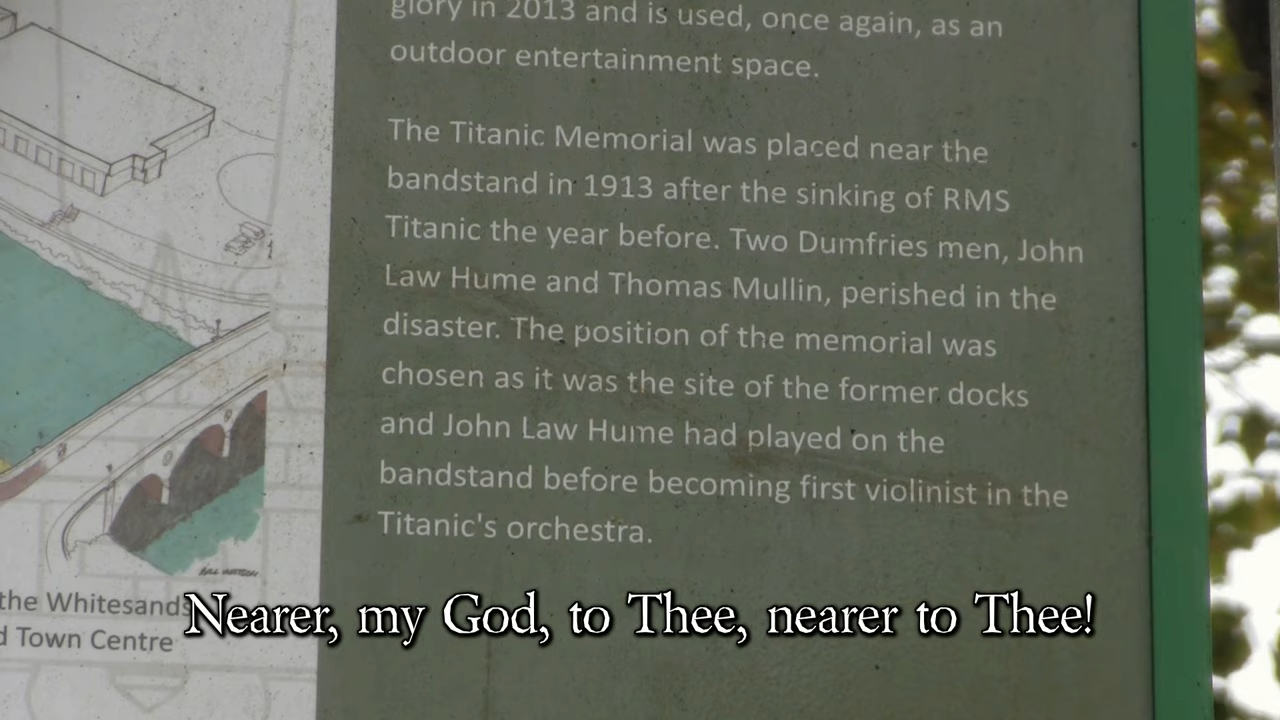 glory in 2013 and is used, once again, as an
outdoor entertainment space.
The Titanic Memorial was placed near the
bandstand in 1913 after the sinking of RMS
Titanic the year before. Two Dumfries men, John
Law Hume and Thomas Mullin, perished in the
disaster. The position of the memorial was
chosen as it was the site of the former docks
and John Law Hume had played on the
bandstand before becoming first violinist in the
Titanic's orchestra.
the Whitesands
d Town Centre
Nearer, my God, to Thee, nearer to Thee!